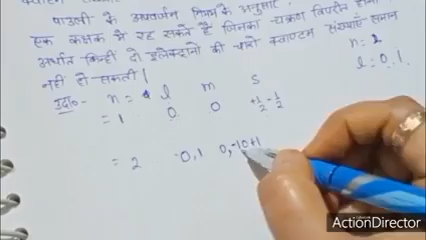 पाउली के अपवर्जन नियम के अनुसार
एक कक्षक में रह सकते हैं जिनका चक्रण विपरीत होगा
अर्थात किन्हीं दो इलेक्ट्रानों की चारो क्वाण्टम संख्याएँ समान
नहीं हो सकती।
n = 2
l = 0, 1
उदा०- n = l m s
= 1 0 0 +1/2 -1/2
= 2 0, 1 0, -1 0 +1
ActionDirector